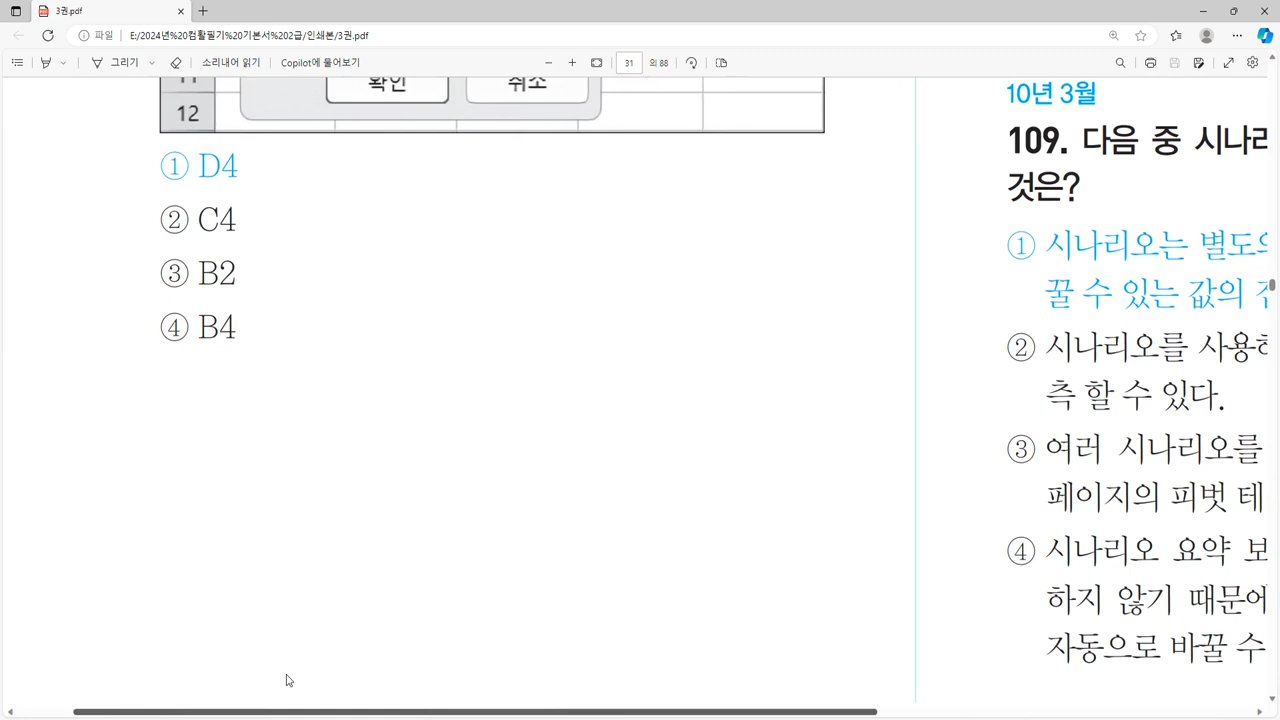 3권.pdf
파일
E:/2024년%20컴활필기%20기본서%202급/인쇄본/3권.pdf
그리기
소리내어 읽기
Copilot에 물어보기
31
의 88
확인
취소
12
① D4
② C4
③ B2
④ B4
10년 3월
109. 다음 중 시나리
것은?
① 시나리오는 별도의
꿀 수 있는 값의
② 시나리오를 사용하
측 할 수 있다.
③ 여러 시나리오를
페이지의 피벗 테
④ 시나리오 요약 보
하지 않기 때문에
자동으로 바꿀 수